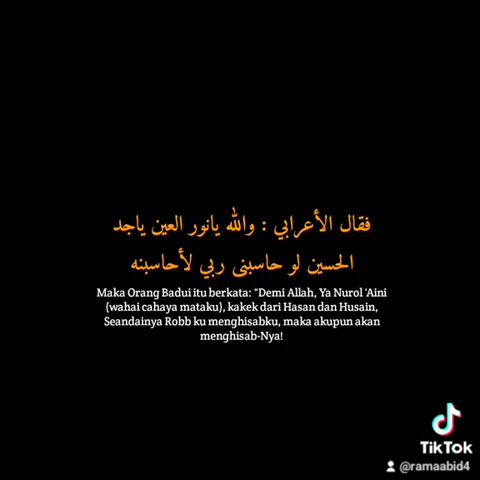 فقال الأعرابي : والله يانور العين ياجد
الحسين لو حاسبنى ربي لأحاسبنه
Maka Orang Badui itu berkata: "Demi Allah, Ya Nurol 'Aini
(wahai cahaya mataku), kakek dari Hasan dan Husain,
Seandainya Robb ku menghisabku, maka akupun akan
menghisab-Nya!
TikTok
@ramaabid4